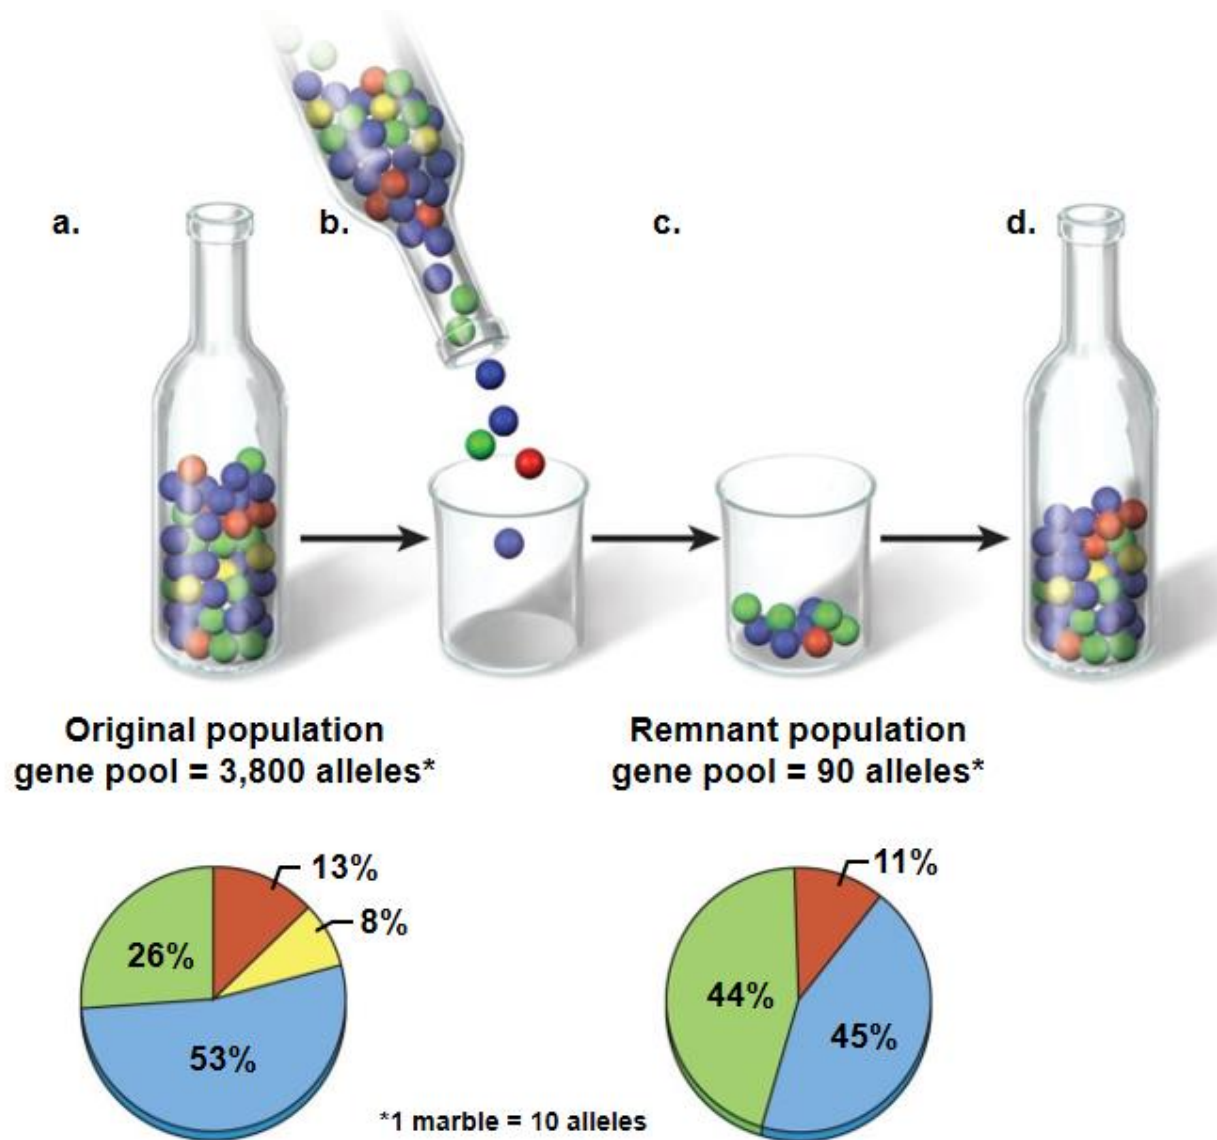 a.
b.
c.
d.
Original population
gene pool = 3,800 alleles*
Remnant population
gene pool = 90 alleles*
13%
8%
26%
53%
11%
44%
45%
*1 marble = 10 alleles